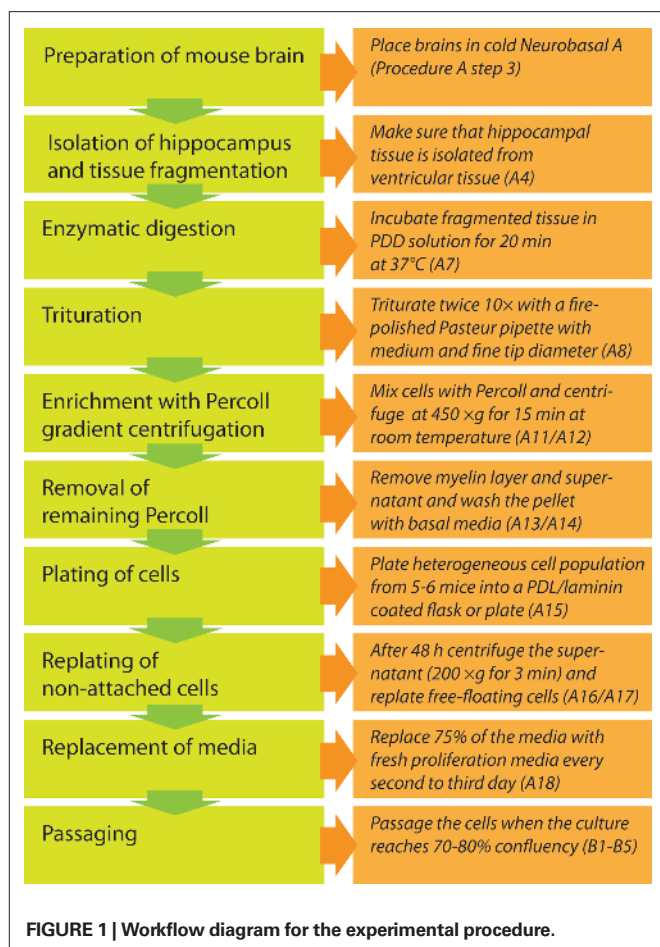 Preparation of mouse brain
Place brains in cold Neurobasal A
(Procedure A step 3)
Isolation of hippocampus
and tissue fragmentation
Make sure that hippocampal
tissue is isolated from
ventricular tissue (A4)
Enzymatic digestion
Incubate fragmented tissue in
PDD solution for 20 min
at 37°C (A7)
Trituration
Triturate twice 10× with a fire-
polished Pasteur pipette with
medium and fine tip diameter (A8)
Enrichment with Percoll
gradient centrifugation
Mix cells with Percoll and centri-
fuge at 450 ×g for 15 min at
room temperature (A11/A12)
Removal of
remaining Percoll
Remove myelin layer and super-
natant and wash the pellet
with basal media (A13/A14)
Plating of cells
Plate heterogeneous cell population
from 5-6 mice into a PDL/laminin
coated flask or plate (A15)
Replating of
non-attached cells
After 48 h centrifuge the super-
natant (200 ×g for 3 min) and
replate free-floating cells (A16/A17)
Replacement of media
Replace 75% of the media with
fresh proliferation media every
second to third day (A18)
Passaging
Passage the cells when the culture
reaches 70-80% confluency (B1-B5)
FIGURE 1 | Workflow diagram for the experimental procedure.